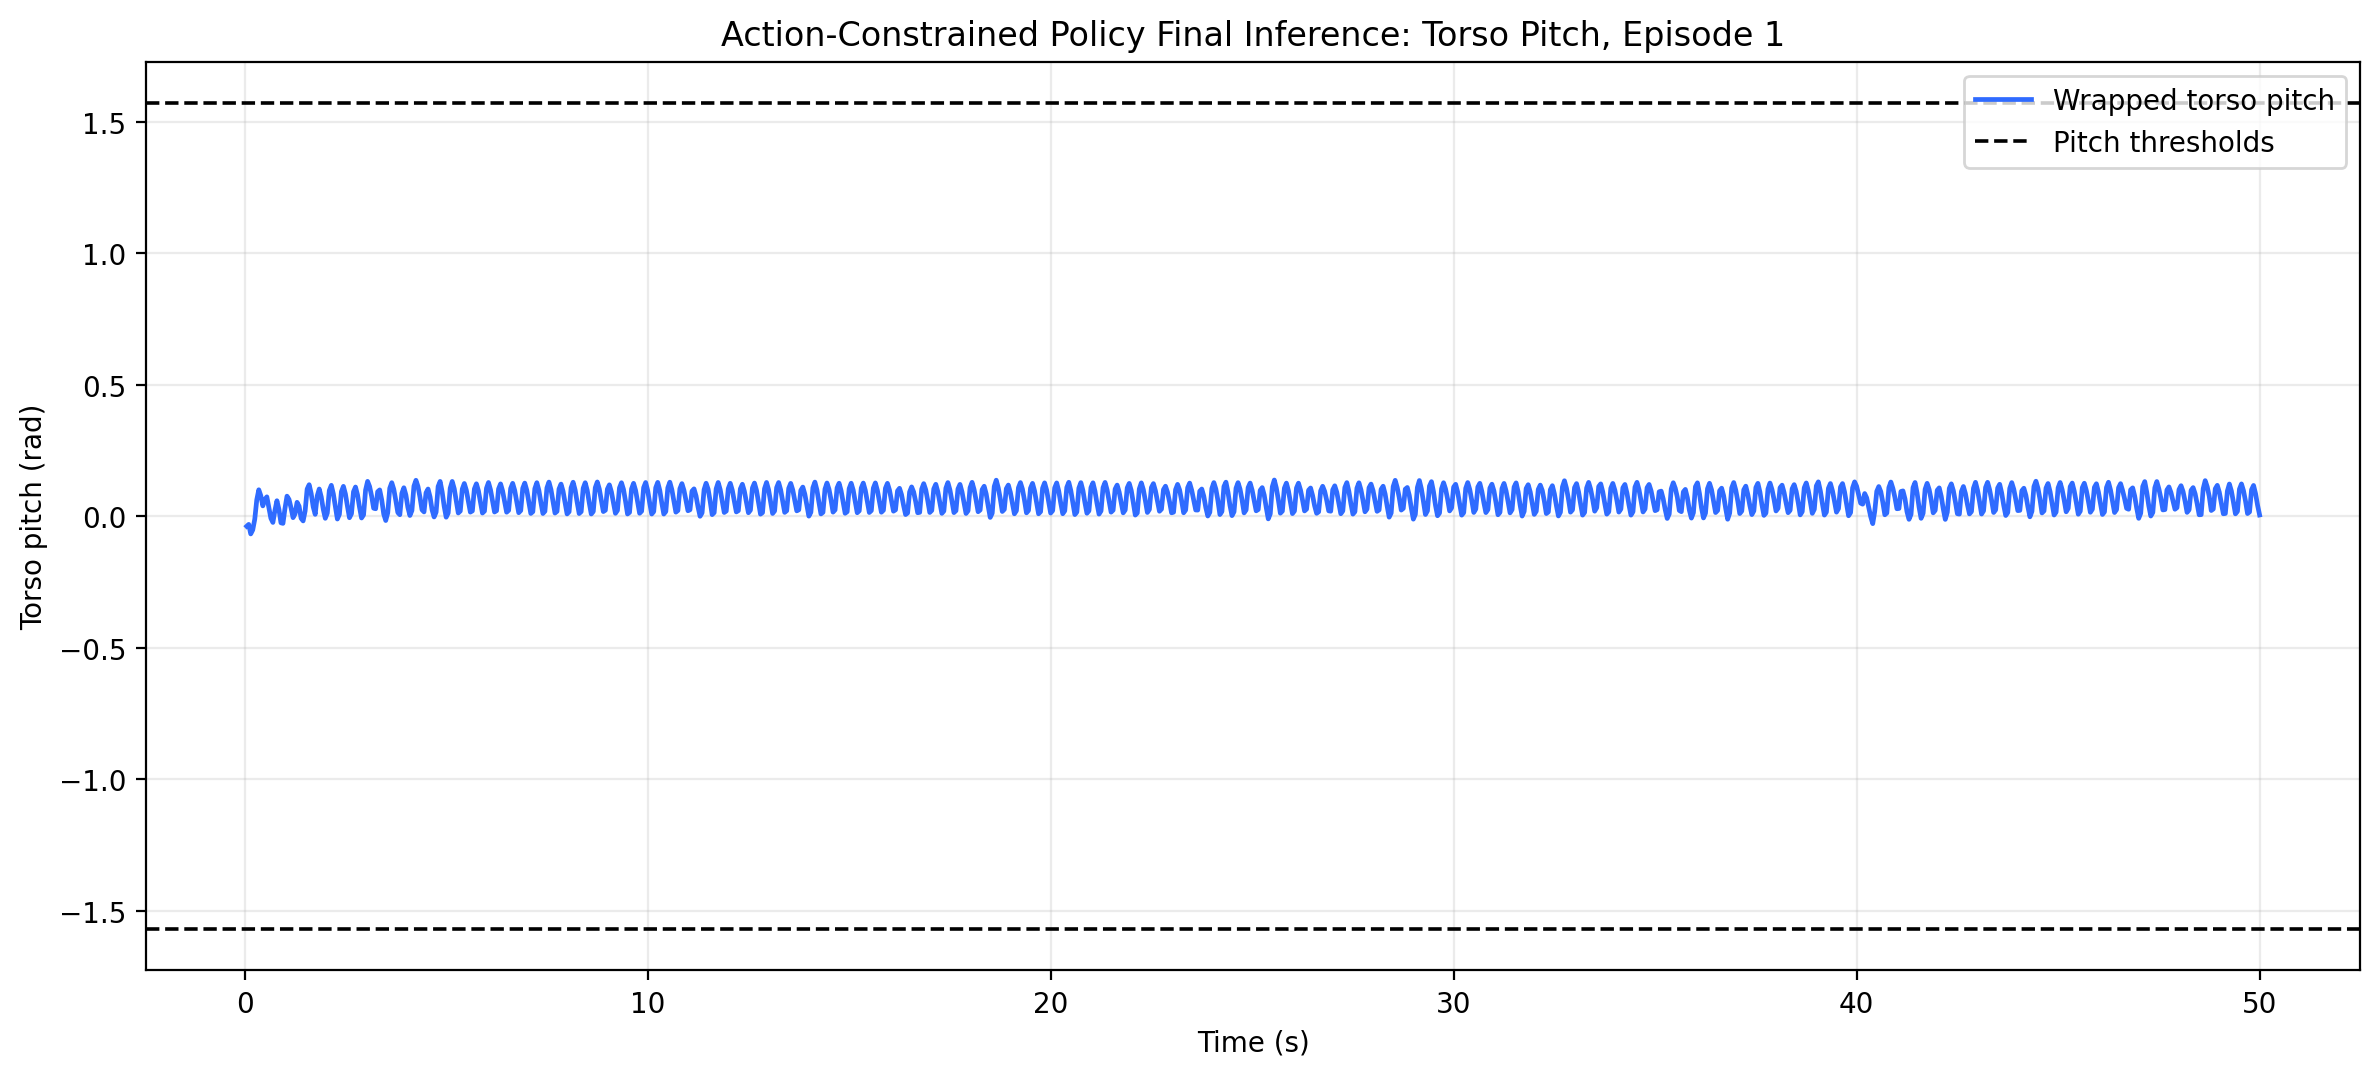 Action-Constrained Policy Final Inference: Torso Pitch, Episode 1
Wrapped torso pitch
Pitch thresholds
Torso pitch (rad)
1.5
1.0
0.5
0.0
−0.5
−1.0
−1.5
0 10 20 30 40 50
Time (s)